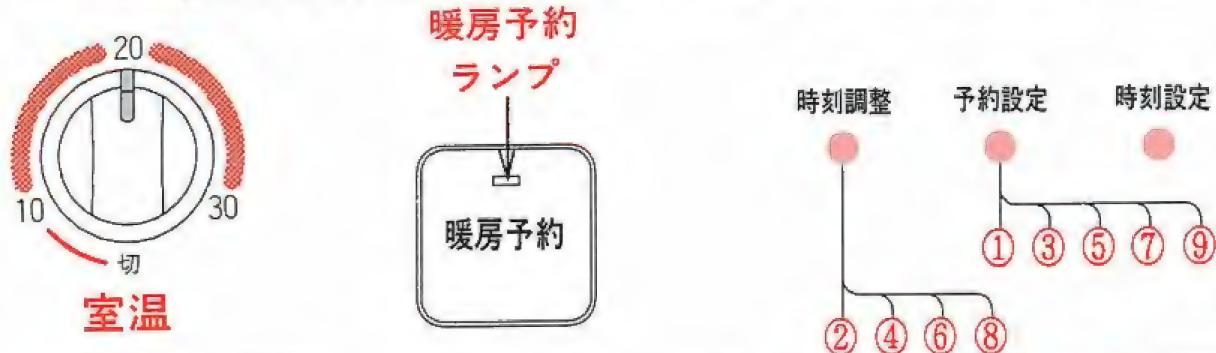 20
10
30
切
室温
暖房予約
ランプ
暖房予約
時刻調整
予約設定
時刻設定
① ③ ⑤ ⑦ ⑨
② ④ ⑥ ⑧